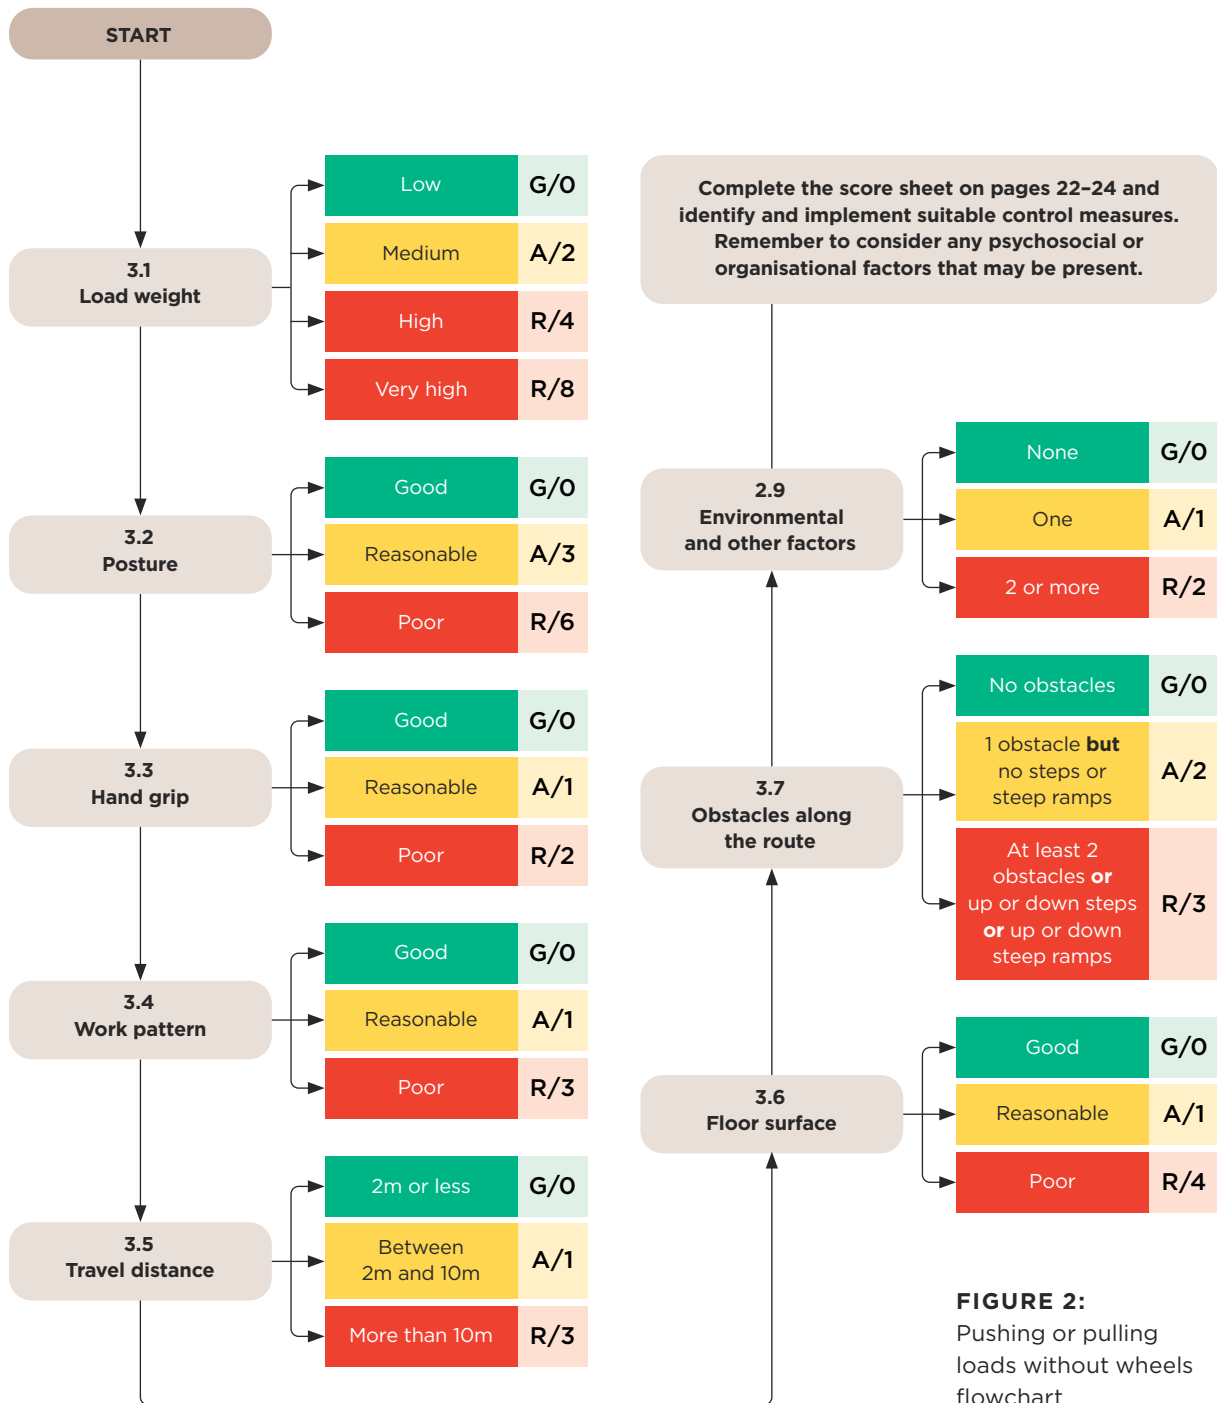 START
3.1
Load weight
Low
G/0
Medium
A/2
High
R/4
Very high
R/8
3.2
Posture
Good
G/0
Reasonable
A/3
Poor
R/6
3.3
Hand grip
Good
G/0
Reasonable
A/1
Poor
R/2
3.4
Work pattern
Good
G/0
Reasonable
A/1
Poor
R/3
3.5
Travel distance
2m or less
G/0
Between
2m and 10m
A/1
More than 10m
R/3
3.6
Floor surface
Good
G/0
Reasonable
A/1
Poor
R/4
3.7
Obstacles along
the route
No obstacles
G/0
1 obstacle but
no steps or
steep ramps
A/2
At least 2
obstacles or
up or down steps
or up or down
steep ramps
R/3
2.9
Environmental
and other factors
None
G/0
One
A/1
2 or more
R/2
Complete the score sheet on pages 22–24 and
identify and implement suitable control measures.
Remember to consider any psychosocial or
organisational factors that may be present.
FIGURE 2:
Pushing or pulling
loads without wheels
flowchart